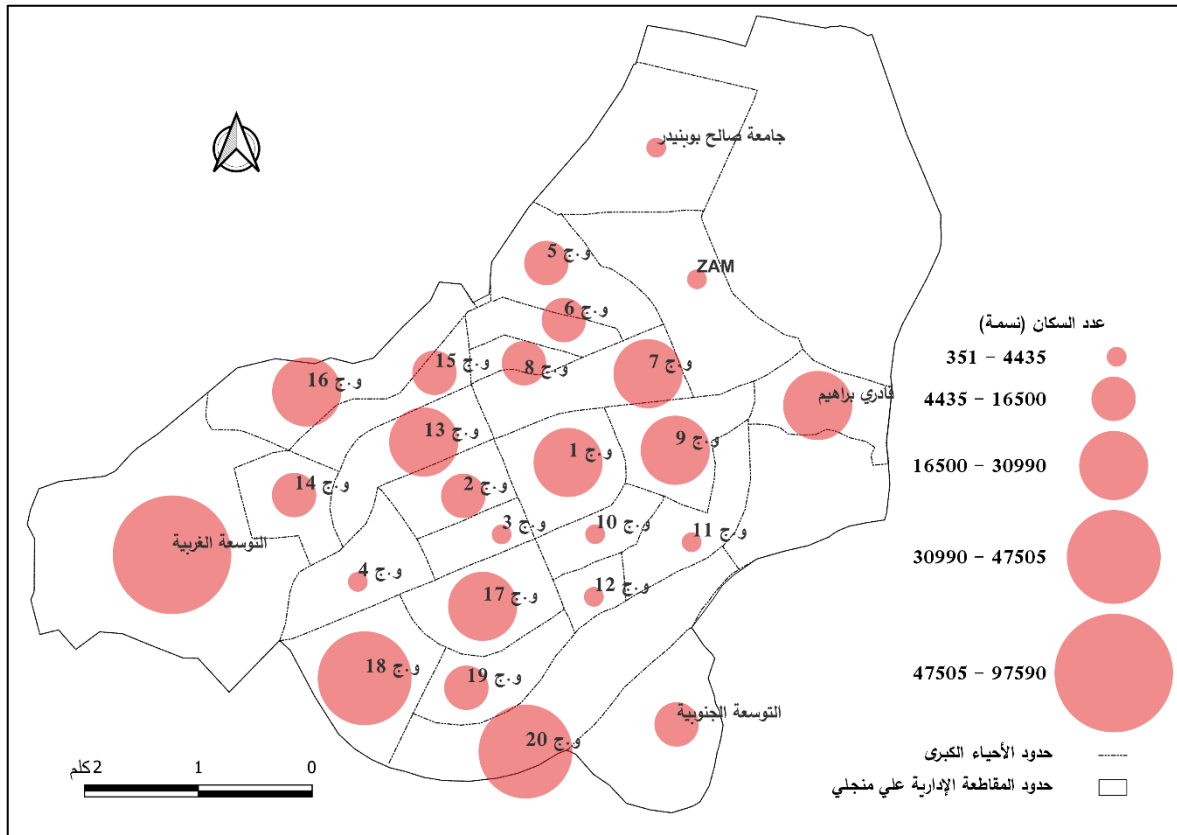 جامعة صالح بوبنيدر
و.ج 5
ZAM
و.ج 6
و.ج 7
و.ج 8
و.ج 15
و.ج 16
قادري براهيم
و.ج 13
و.ج 1
و.ج 9
و.ج 14
و.ج 2
و.ج 3
و.ج 10
و.ج 11
التوسعة الغربية
و.ج 4
و.ج 12
و.ج 17
و.ج 18
و.ج 19
التوسعة الجنوبية
و.ج 20
عدد السكان (نسمة)
351 - 4435
4435 - 16500
16500 - 30990
30990 - 47505
47505 - 97590
حدود الأحياء الكبرى
حدود المقاطعة الإدارية علي منجلي
2كلم 1 0